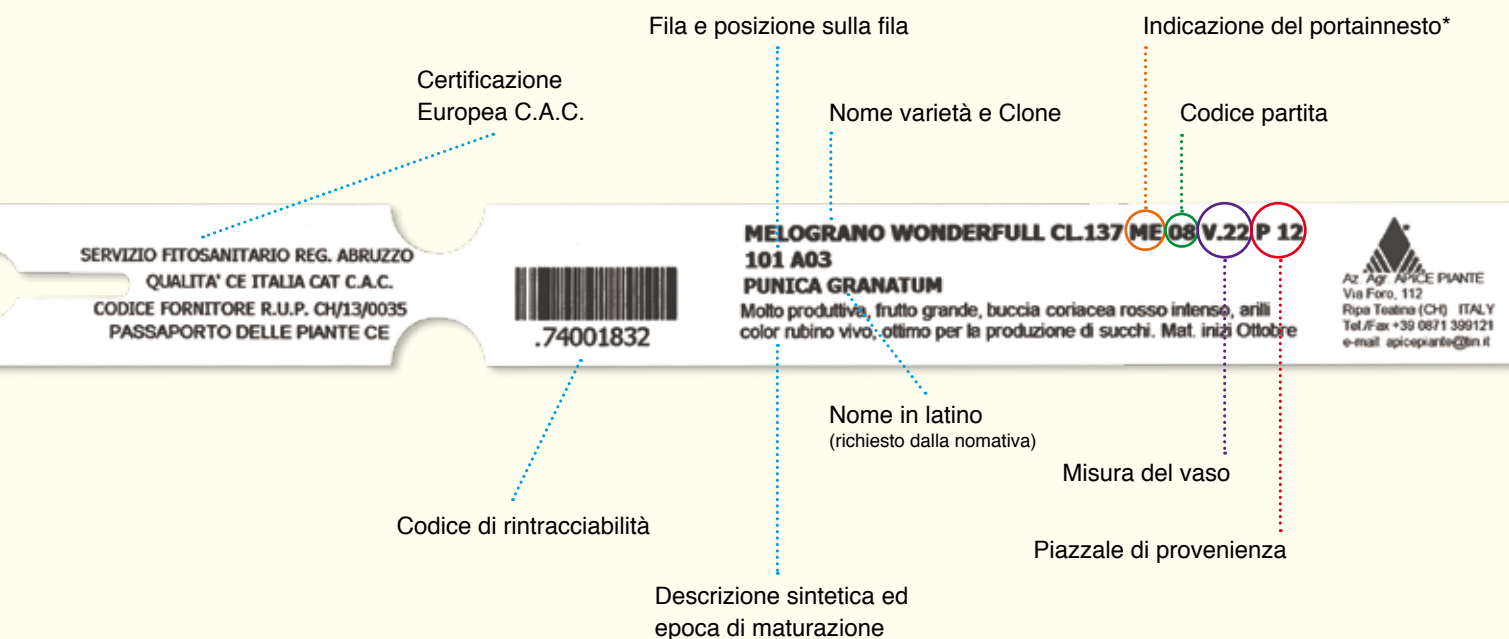 Fila e posizione sulla fila
Indicazione del portainnesto*
Certificazione
Europea C.A.C.
Nome varietà e Clone
Codice partita
SERVIZIO FITOSANITARIO REG. ABRUZZO
QUALITA' CE ITALIA CAT C.A.C.
CODICE FORNITORE R.U.P. CH/13/0035
PASSAPORTO DELLE PIANTE CE
.74001832
MELOGRANO WONDERFULL CL.137 ME 08 V.22 P 12
101 A03
PUNICA GRANATUM
Molto produttiva, frutto grande, buccia coriacea rosso intenso, arilli
color rubino vivo, ottimo per la produzione di succhi. Mat. inizi Ottobre
Az. Agr. APICE PIANTE
Via Foro, 112
Ripa Teatina (CH) ITALY
Tel./Fax +39 0871 399121
e-mail: apicepiante@tin.it
Nome in latino
(richiesto dalla nomativa)
Misura del vaso
Codice di rintracciabilità
Piazzale di provenienza
Descrizione sintetica ed
epoca di maturazione